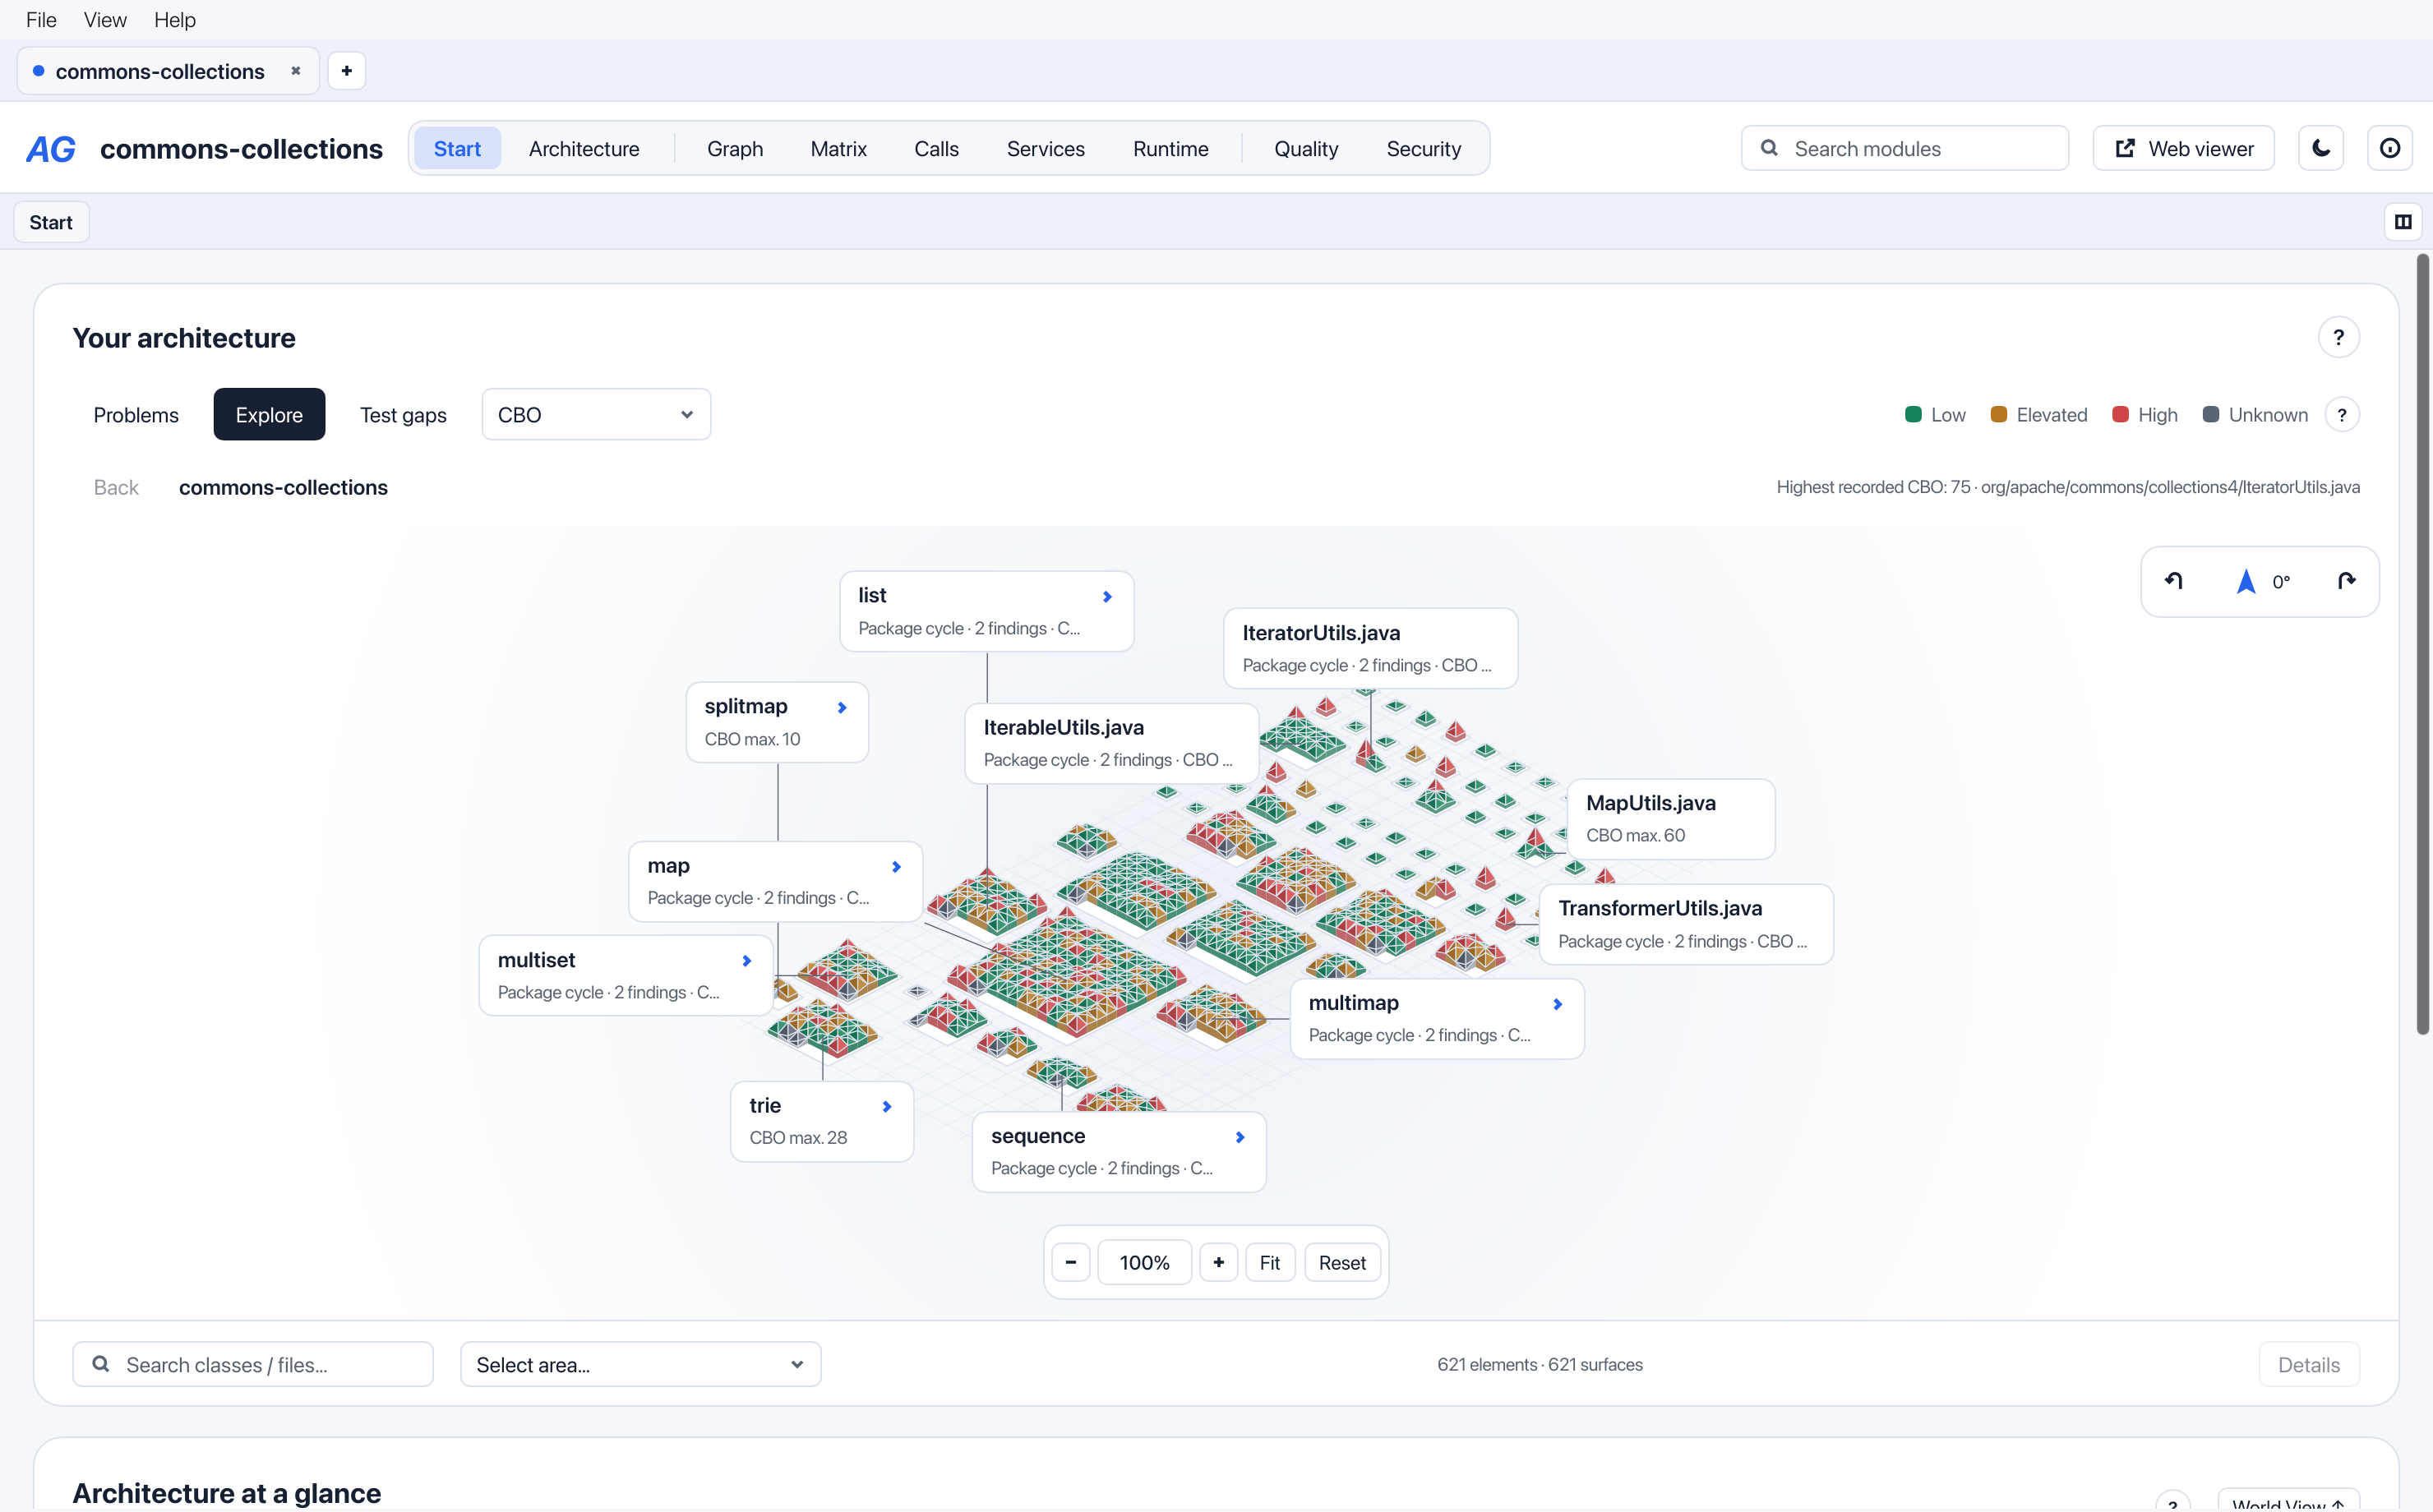 File View Help
commons-collections
AG commons-collections Start Architecture Graph Matrix Calls Services Runtime Quality Security Search modules Web viewer
Start
Your architecture ?
Problems Explore Test gaps CBO Low Elevated High Unknown ?
Back commons-collections Highest recorded CBO: 75 · org/apache/commons/collections4/IteratorUtils.java
0°
list
Package cycle · 2 findings · C...
IteratorUtils.java
Package cycle · 2 findings · CBO ...
splitmap
CBO max. 10
IterableUtils.java
Package cycle · 2 findings · CBO ...
MapUtils.java
CBO max. 60
map
Package cycle · 2 findings · C...
TransformerUtils.java
Package cycle · 2 findings · CBO ...
multiset
Package cycle · 2 findings · C...
multimap
Package cycle · 2 findings · C...
trie
CBO max. 28
sequence
Package cycle · 2 findings · C...
− 100% + Fit Reset
Search classes / files... Select area... 621 elements · 621 surfaces Details
Architecture at a glance ? World View ↑